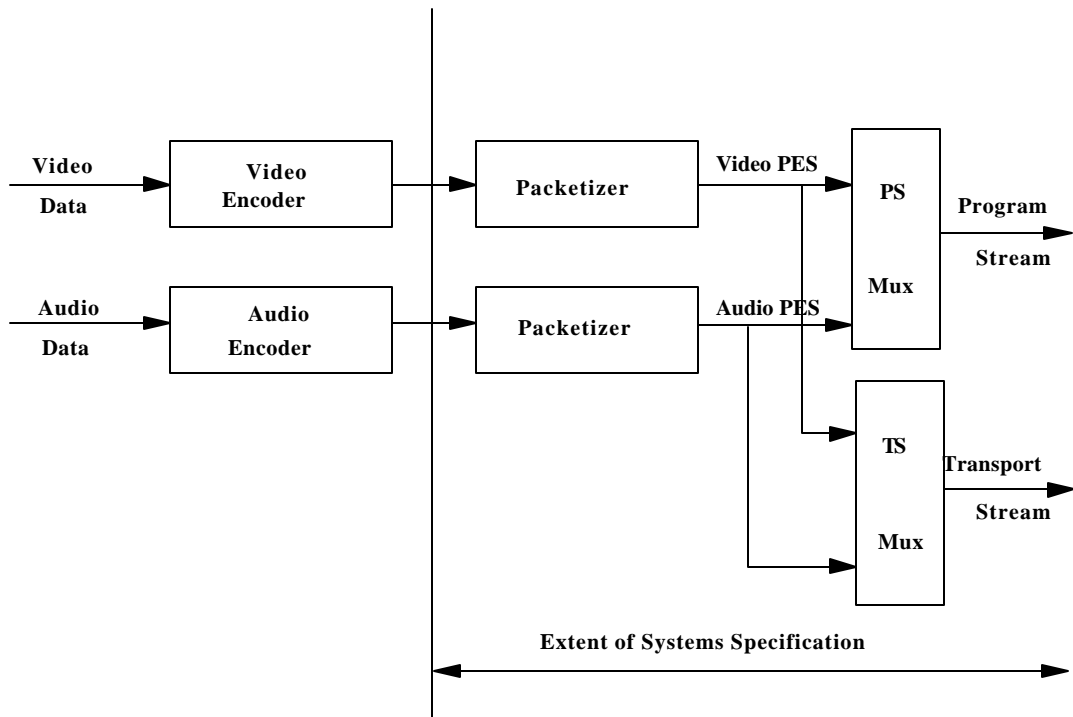 Video
Data
Video
Encoder
Packetizer
Video PES
PS
Mux
Program
Stream
Audio
Data
Audio
Encoder
Packetizer
Audio PES
TS
Mux
Transport
Stream
Extent of Systems Specification